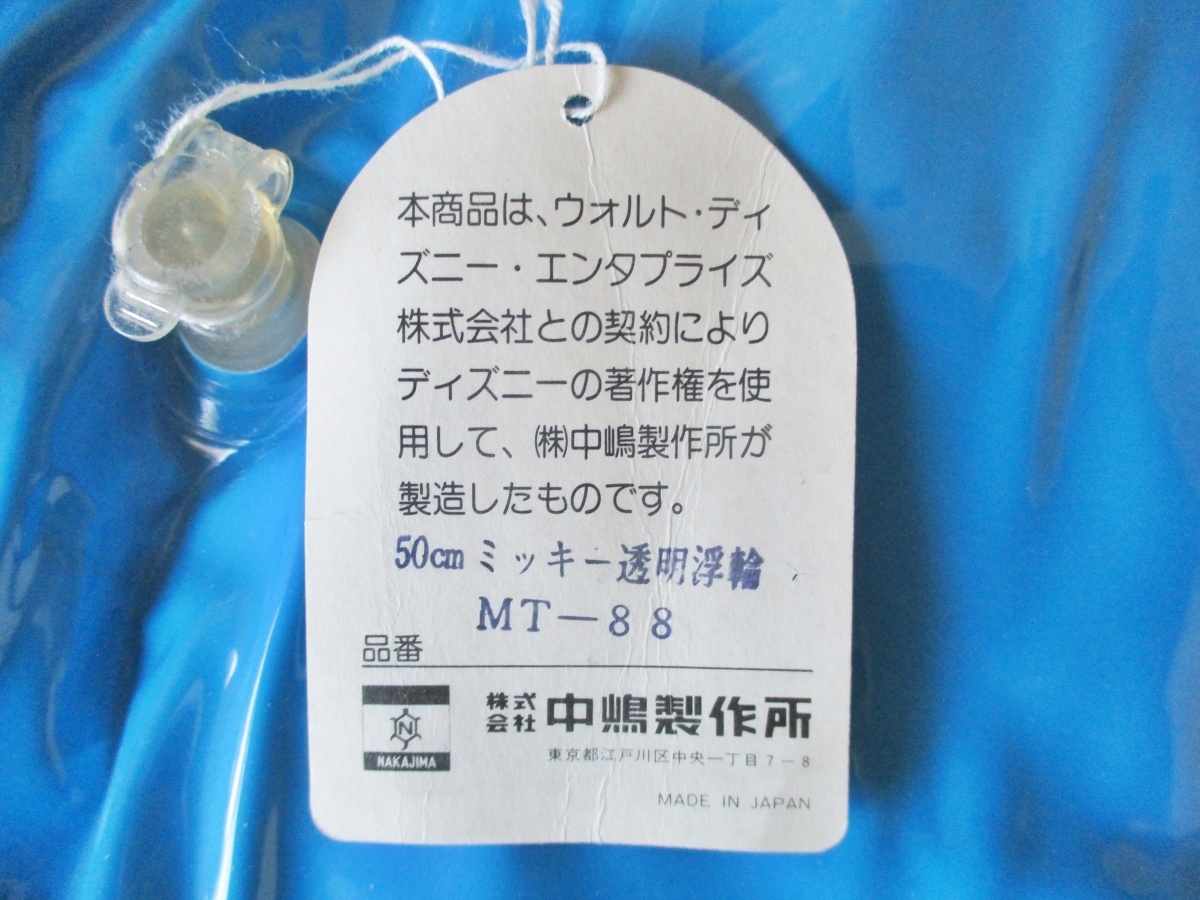 本商品は、ウォルト・ディ
ズニー・エンタプライズ
株式会社との契約により
ディズニーの著作権を使
用して、㈱中嶋製作所が
製造したものです。
50cmミッキー透明浮輪
MT－88
品番
N
NAKAJIMA
株式会社 中嶋製作所
東京都江戸川区中央一丁目7－8
MADE IN JAPAN